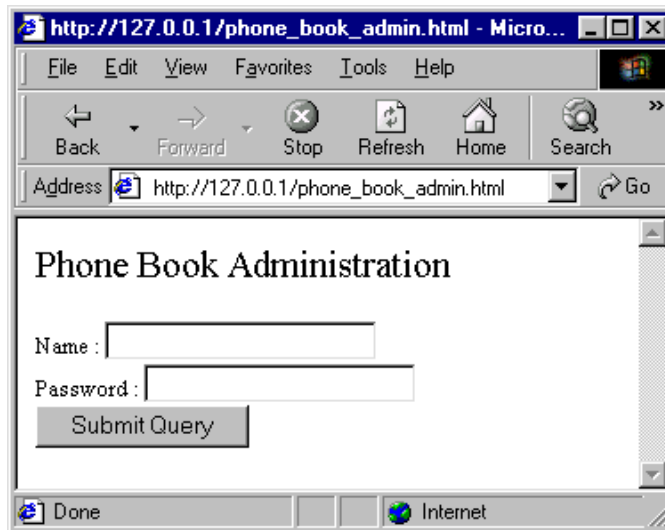 http://127.0.0.1/phone_book_admin.html - Micro...
File Edit View Favorites Tools Help
»
Back Forward Stop Refresh Home Search
Address http://127.0.0.1/phone_book_admin.html Go
Phone Book Administration
Name :
Password :
Submit Query
Done Internet